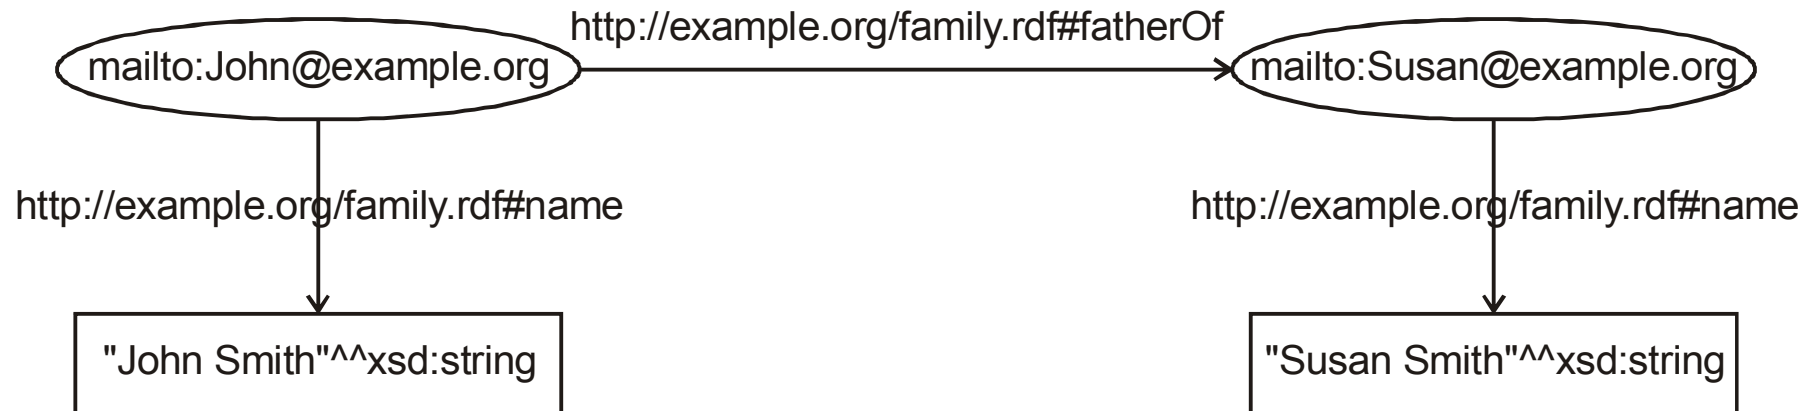 http://example.org/family.rdf#fatherOf
mailto:John@example.org
mailto:Susan@example.org
http://example.org/family.rdf#name
http://example.org/family.rdf#name
"John Smith"^^xsd:string
"Susan Smith"^^xsd:string